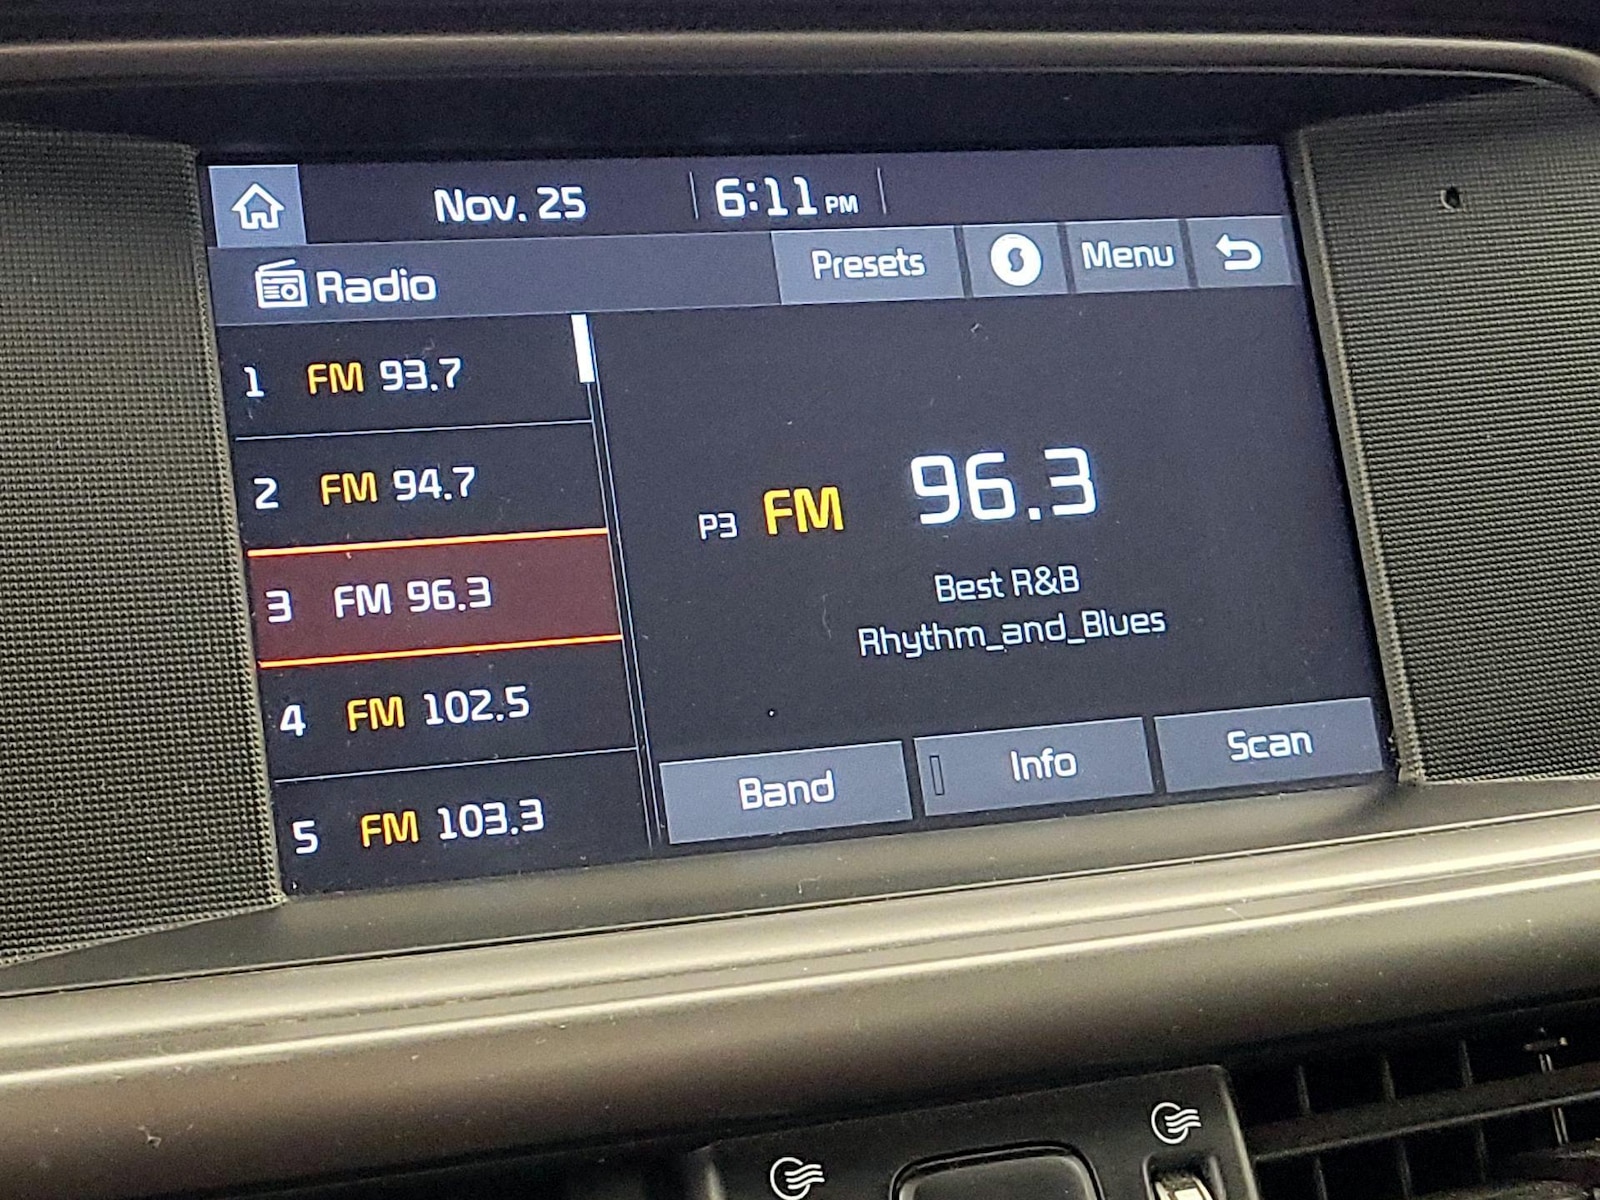 Nov. 25 6:11 PM
Radio Presets Menu
1 FM 93.7
2 FM 94.7
3 FM 96.3
4 FM 102.5
5 FM 103.3
P3 FM 96.3
Best R&B
Rhythm_and_Blues
Band Info Scan